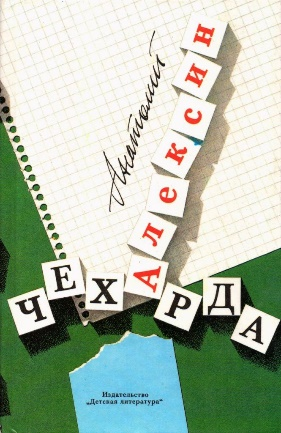 Анатолий
Алексин
ЧЕХАРДА
Издательство
„Детская литература“